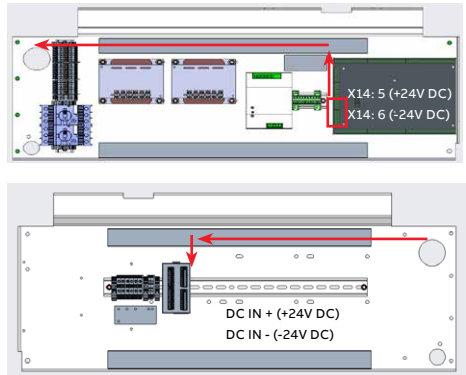 X14: 5 (+24V DC)
X14: 6 (-24V DC)
DC IN + (+24V DC)
DC IN - (-24V DC)